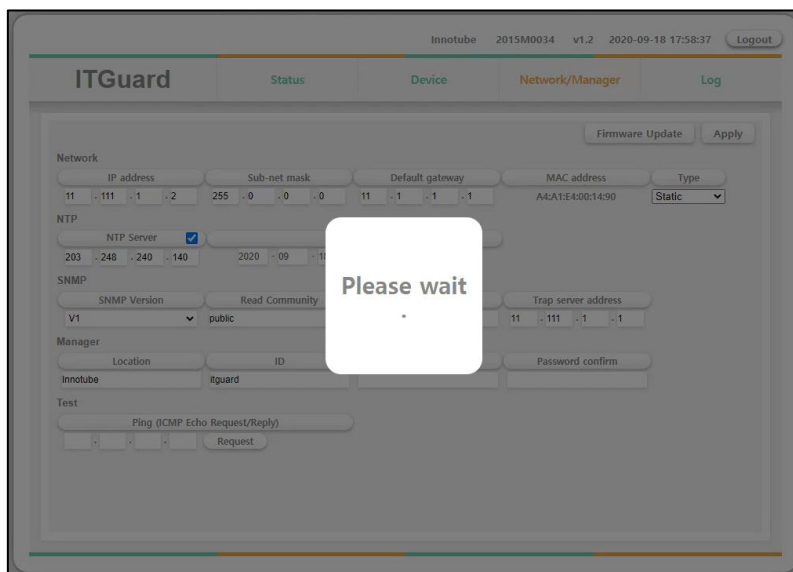 Innotube 2015M0034 v1.2 2020-09-18 17:58:37 Logout
ITGuard Status Device Network/Manager Log
Firmware Update Apply
Network
IP address Sub-net mask Default gateway MAC address Type
11 . 111 . 1 . 2 255 . 0 . 0 . 0 11 . 1 . 1 . 1 A4:A1:E4:00:14:90 Static
NTP
NTP Server
203 . 248 . 240 . 140 2020 - 09 - 18
SNMP
SNMP Version Read Community Trap server address
V1 public 11 . 111 . 1 . 1
Please wait
.
Manager
Location ID Password confirm
Innotube itguard
Test
Ping (ICMP Echo Request/Reply)
. . . Request